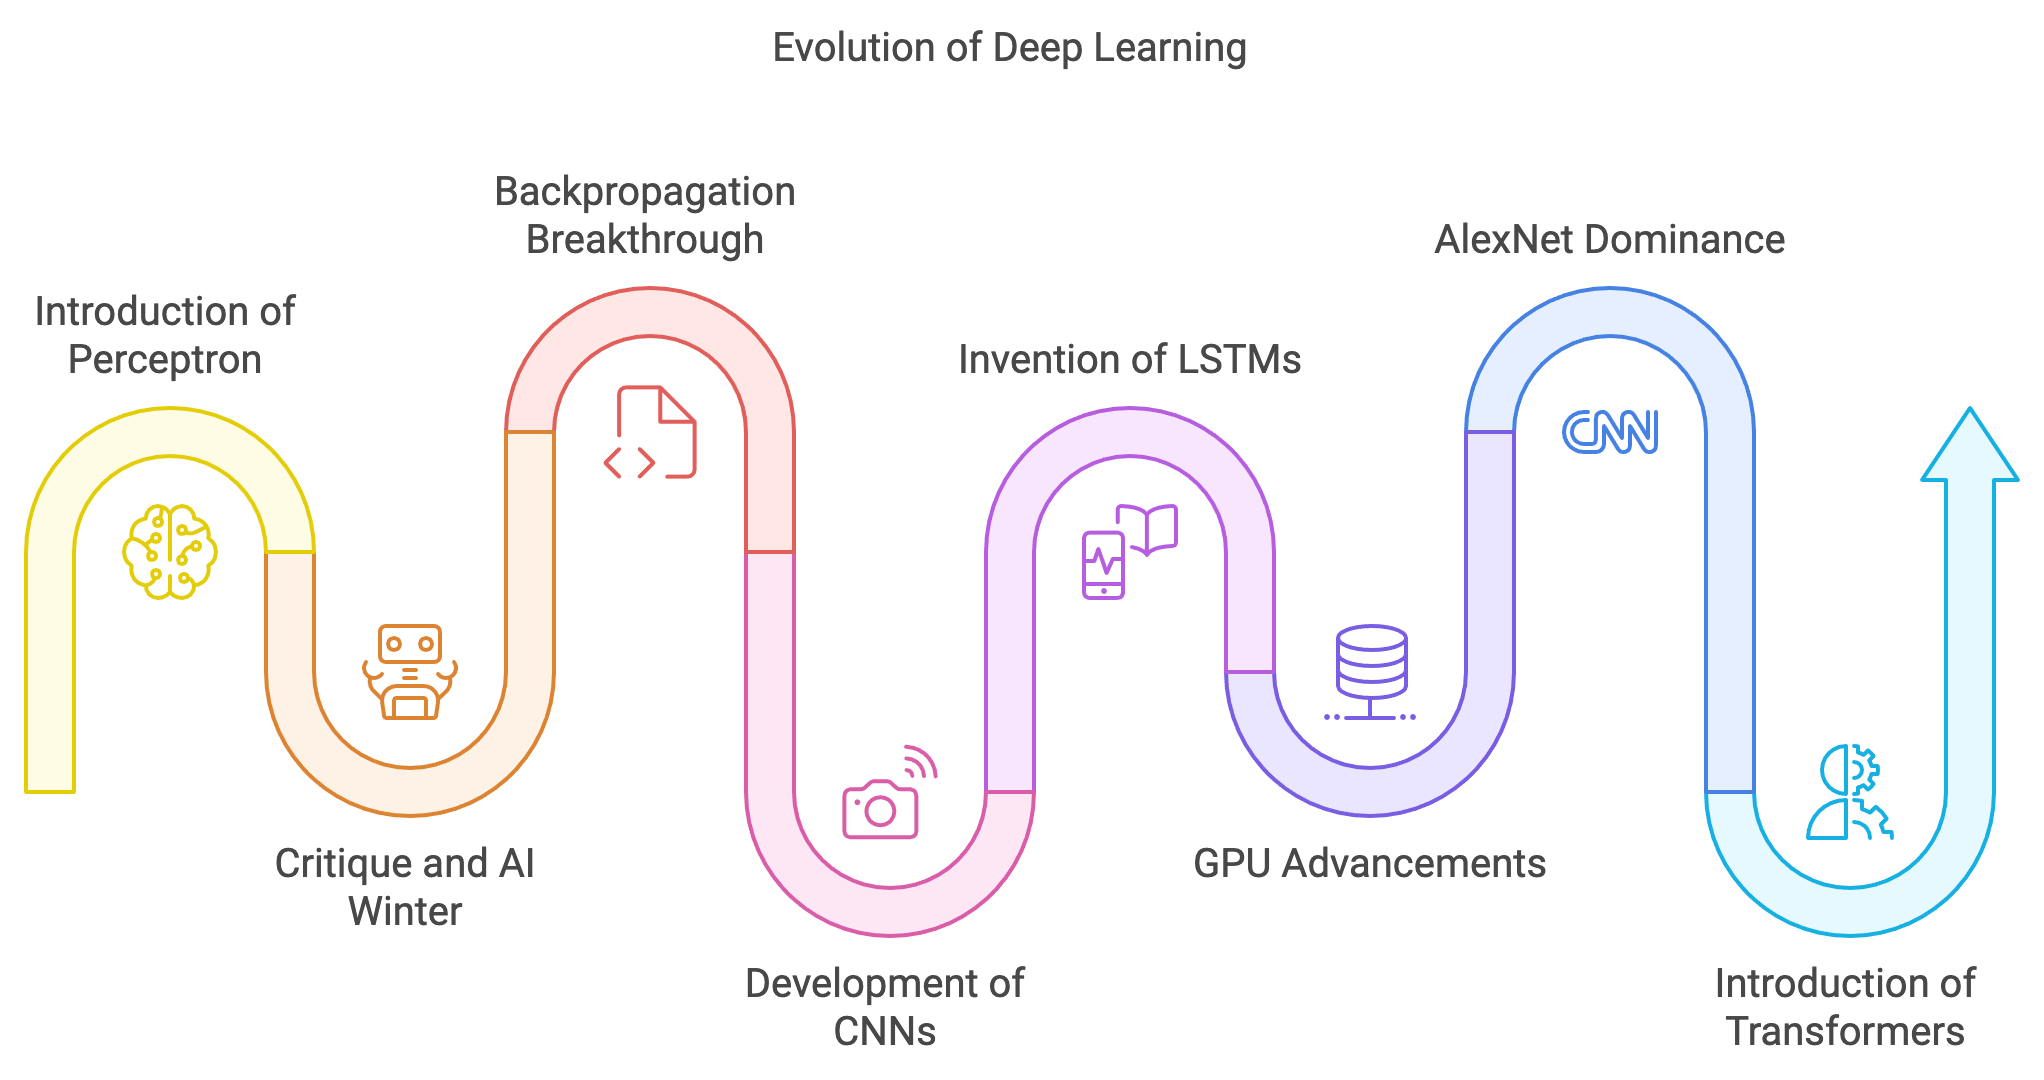 Evolution of Deep Learning
Introduction of
Perceptron
Critique and AI
Winter
Backpropagation
Breakthrough
Development of
CNNs
Invention of LSTMs
GPU Advancements
AlexNet Dominance
CNN
Introduction of
Transformers